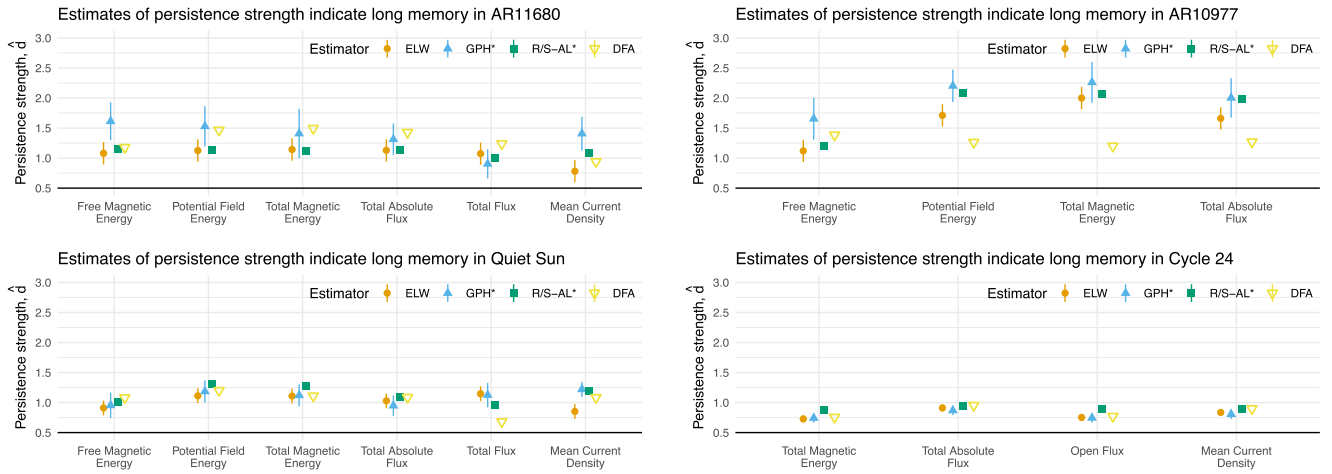 Estimates of persistence strength indicate long memory in AR11680
Persistence strength, d̂
3.0
2.5
2.0
1.5
1.0
0.5
Estimator ELW GPH* R/S−AL* DFA
Free Magnetic Energy
Potential Field Energy
Total Magnetic Energy
Total Absolute Flux
Total Flux
Mean Current Density
Estimates of persistence strength indicate long memory in AR10977
Persistence strength, d̂
3.0
2.5
2.0
1.5
1.0
0.5
Estimator ELW GPH* R/S−AL* DFA
Free Magnetic Energy
Potential Field Energy
Total Magnetic Energy
Total Absolute Flux
Estimates of persistence strength indicate long memory in Quiet Sun
Persistence strength, d̂
3.0
2.5
2.0
1.5
1.0
0.5
Estimator ELW GPH* R/S−AL* DFA
Free Magnetic Energy
Potential Field Energy
Total Magnetic Energy
Total Absolute Flux
Total Flux
Mean Current Density
Estimates of persistence strength indicate long memory in Cycle 24
Persistence strength, d̂
3.0
2.5
2.0
1.5
1.0
0.5
Estimator ELW GPH* R/S−AL* DFA
Total Magnetic Energy
Total Absolute Flux
Open Flux
Mean Current Density